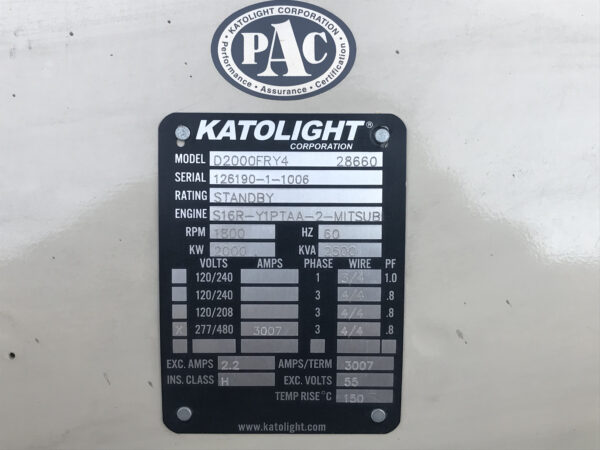 KATOLIGHT CORPORATION
PAC
Performance • Assurance • Certification
KATOLIGHT®
CORPORATION
MODEL D2000FRY4 28660
SERIAL 126190-1-1006
RATING STANDBY
ENGINE S16R-Y1PTAA-2-MITSUB
RPM 1800 HZ 60
KW 2000 KVA 2500
VOLTS AMPS PHASE WIRE PF
120/240 1 3/4 1.0
120/240 3 4/4 .8
120/208 3 4/4 .8
X 277/480 3007 3 4/4 .8
EXC. AMPS 2.2 AMPS/TERM 3007
INS. CLASS H EXC. VOLTS 55
TEMP RISE °C 150
www.katolight.com